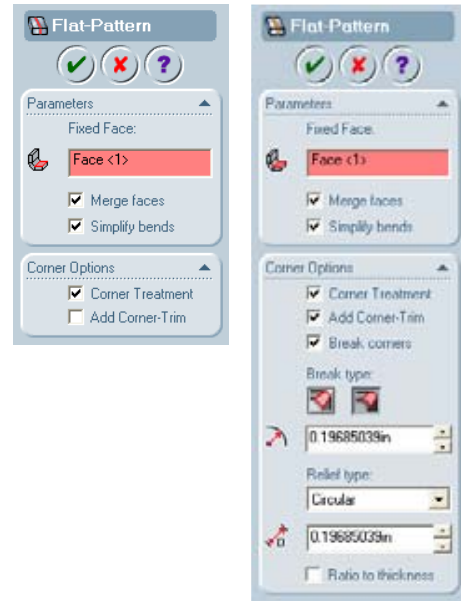 Flat-Pattern
?
Parameters
Fixed Face:
Face <1>
Merge faces
Simplify bends
Corner Options
Corner Treatment
Add Corner-Trim
Flat-Pattern
?
Parameters
Fixed Face:
Face <1>
Merge faces
Simplify bends
Corner Options
Corner Treatment
Add Corner-Trim
Break corners
Break type:
0.19685039in
Relief type:
Circular
0.19685039in
Ratio to thickness